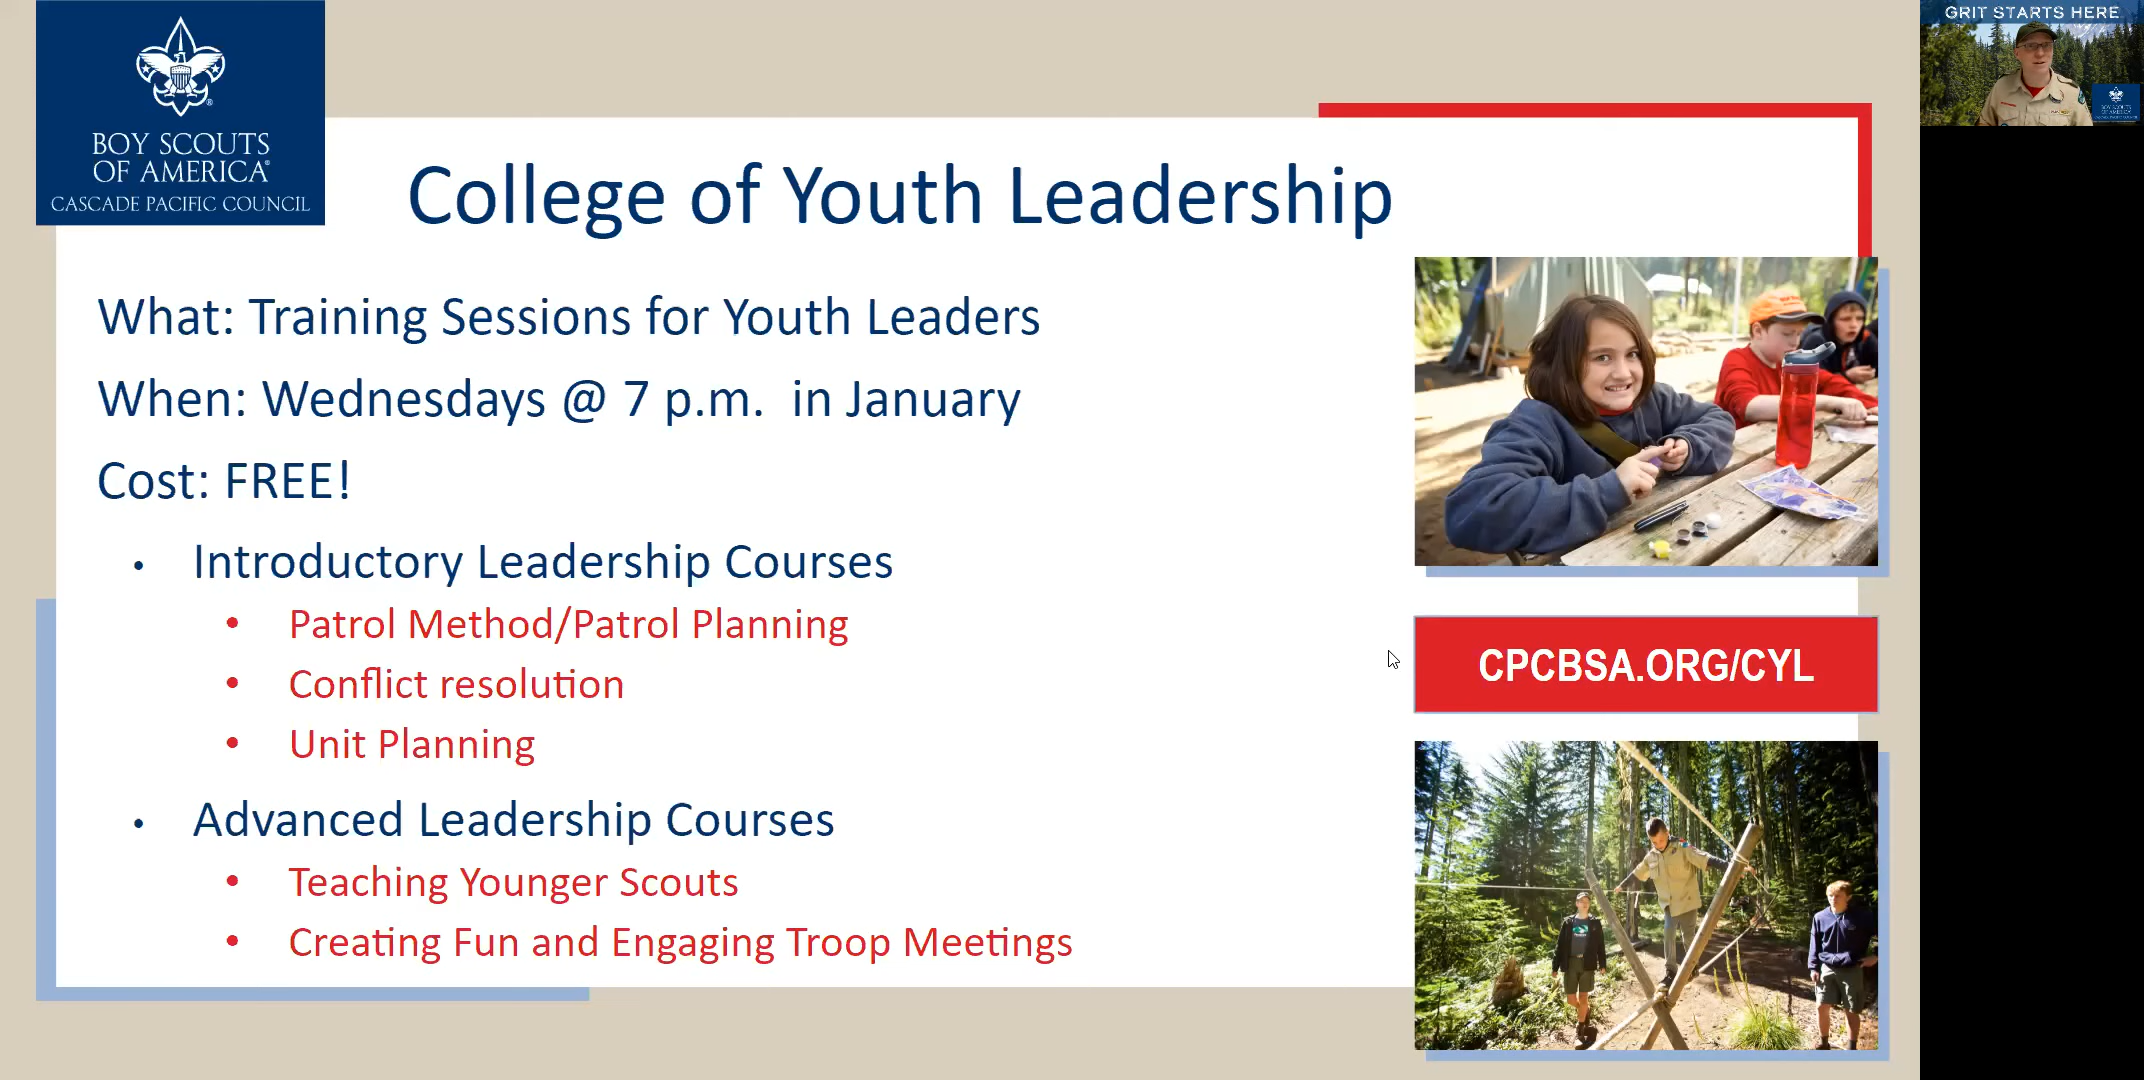 BOY SCOUTS
OF AMERICA®
CASCADE PACIFIC COUNCIL
College of Youth Leadership
What: Training Sessions for Youth Leaders
When: Wednesdays @ 7 p.m.  in January
Cost: FREE!
• Introductory Leadership Courses
• Patrol Method/Patrol Planning
• Conflict resolution
• Unit Planning
• Advanced Leadership Courses
• Teaching Younger Scouts
• Creating Fun and Engaging Troop Meetings
CPCBSA.ORG/CYL
GRIT STARTS HERE